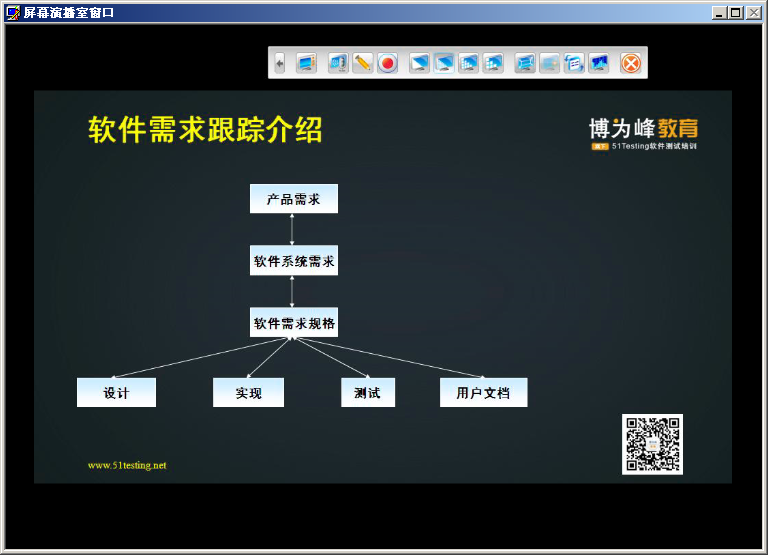 屏幕演播室窗口
软件需求跟踪介绍
博为峰教育
51Testing软件测试培训
产品需求
软件系统需求
软件需求规格
设计
实现
测试
用户文档
www.51testing.net